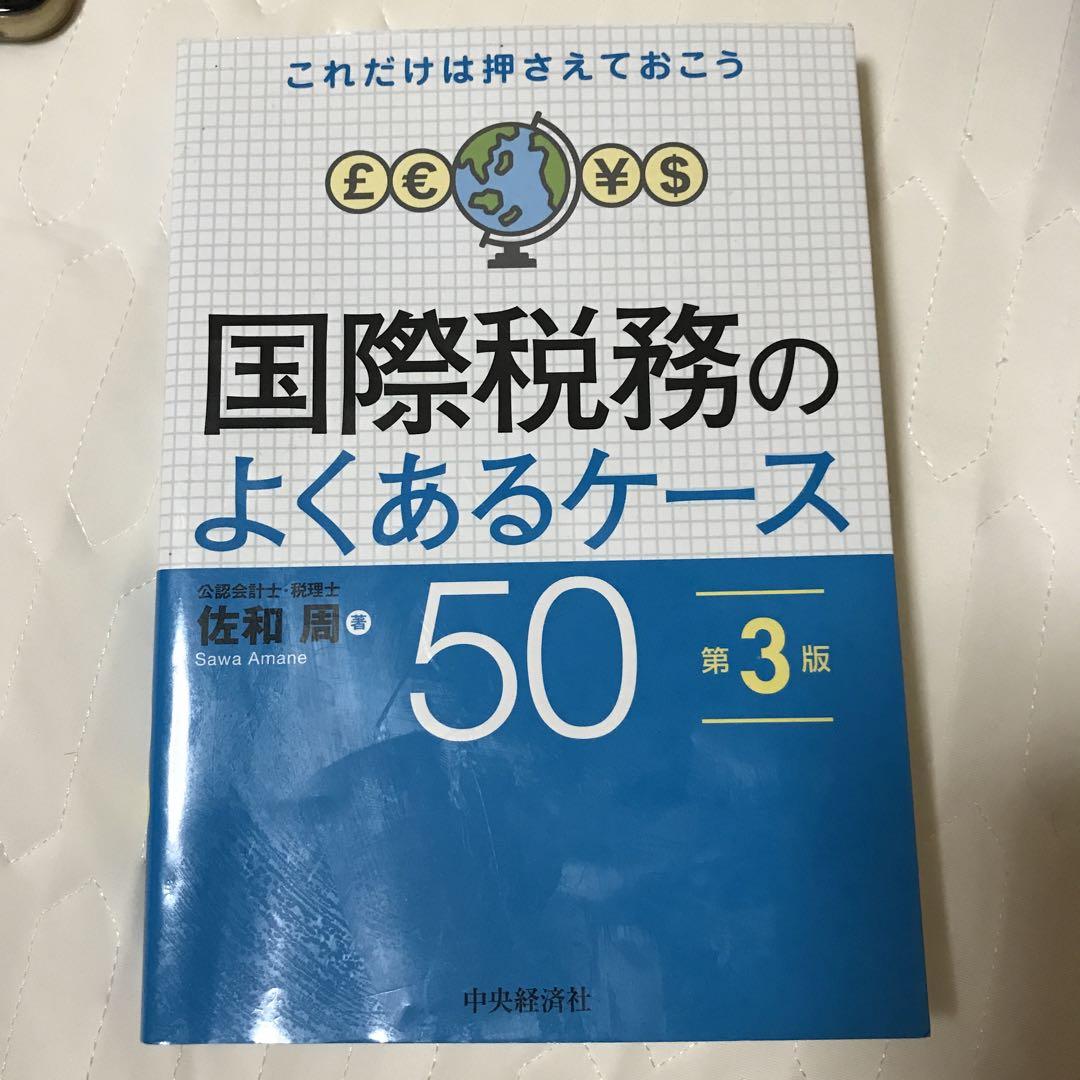 これだけは押さえておこう
£ € ¥ $
国際税務の
よくあるケース
50
公認会計士・税理士
佐和 周 著
Sawa Amane
第3版
中央経済社